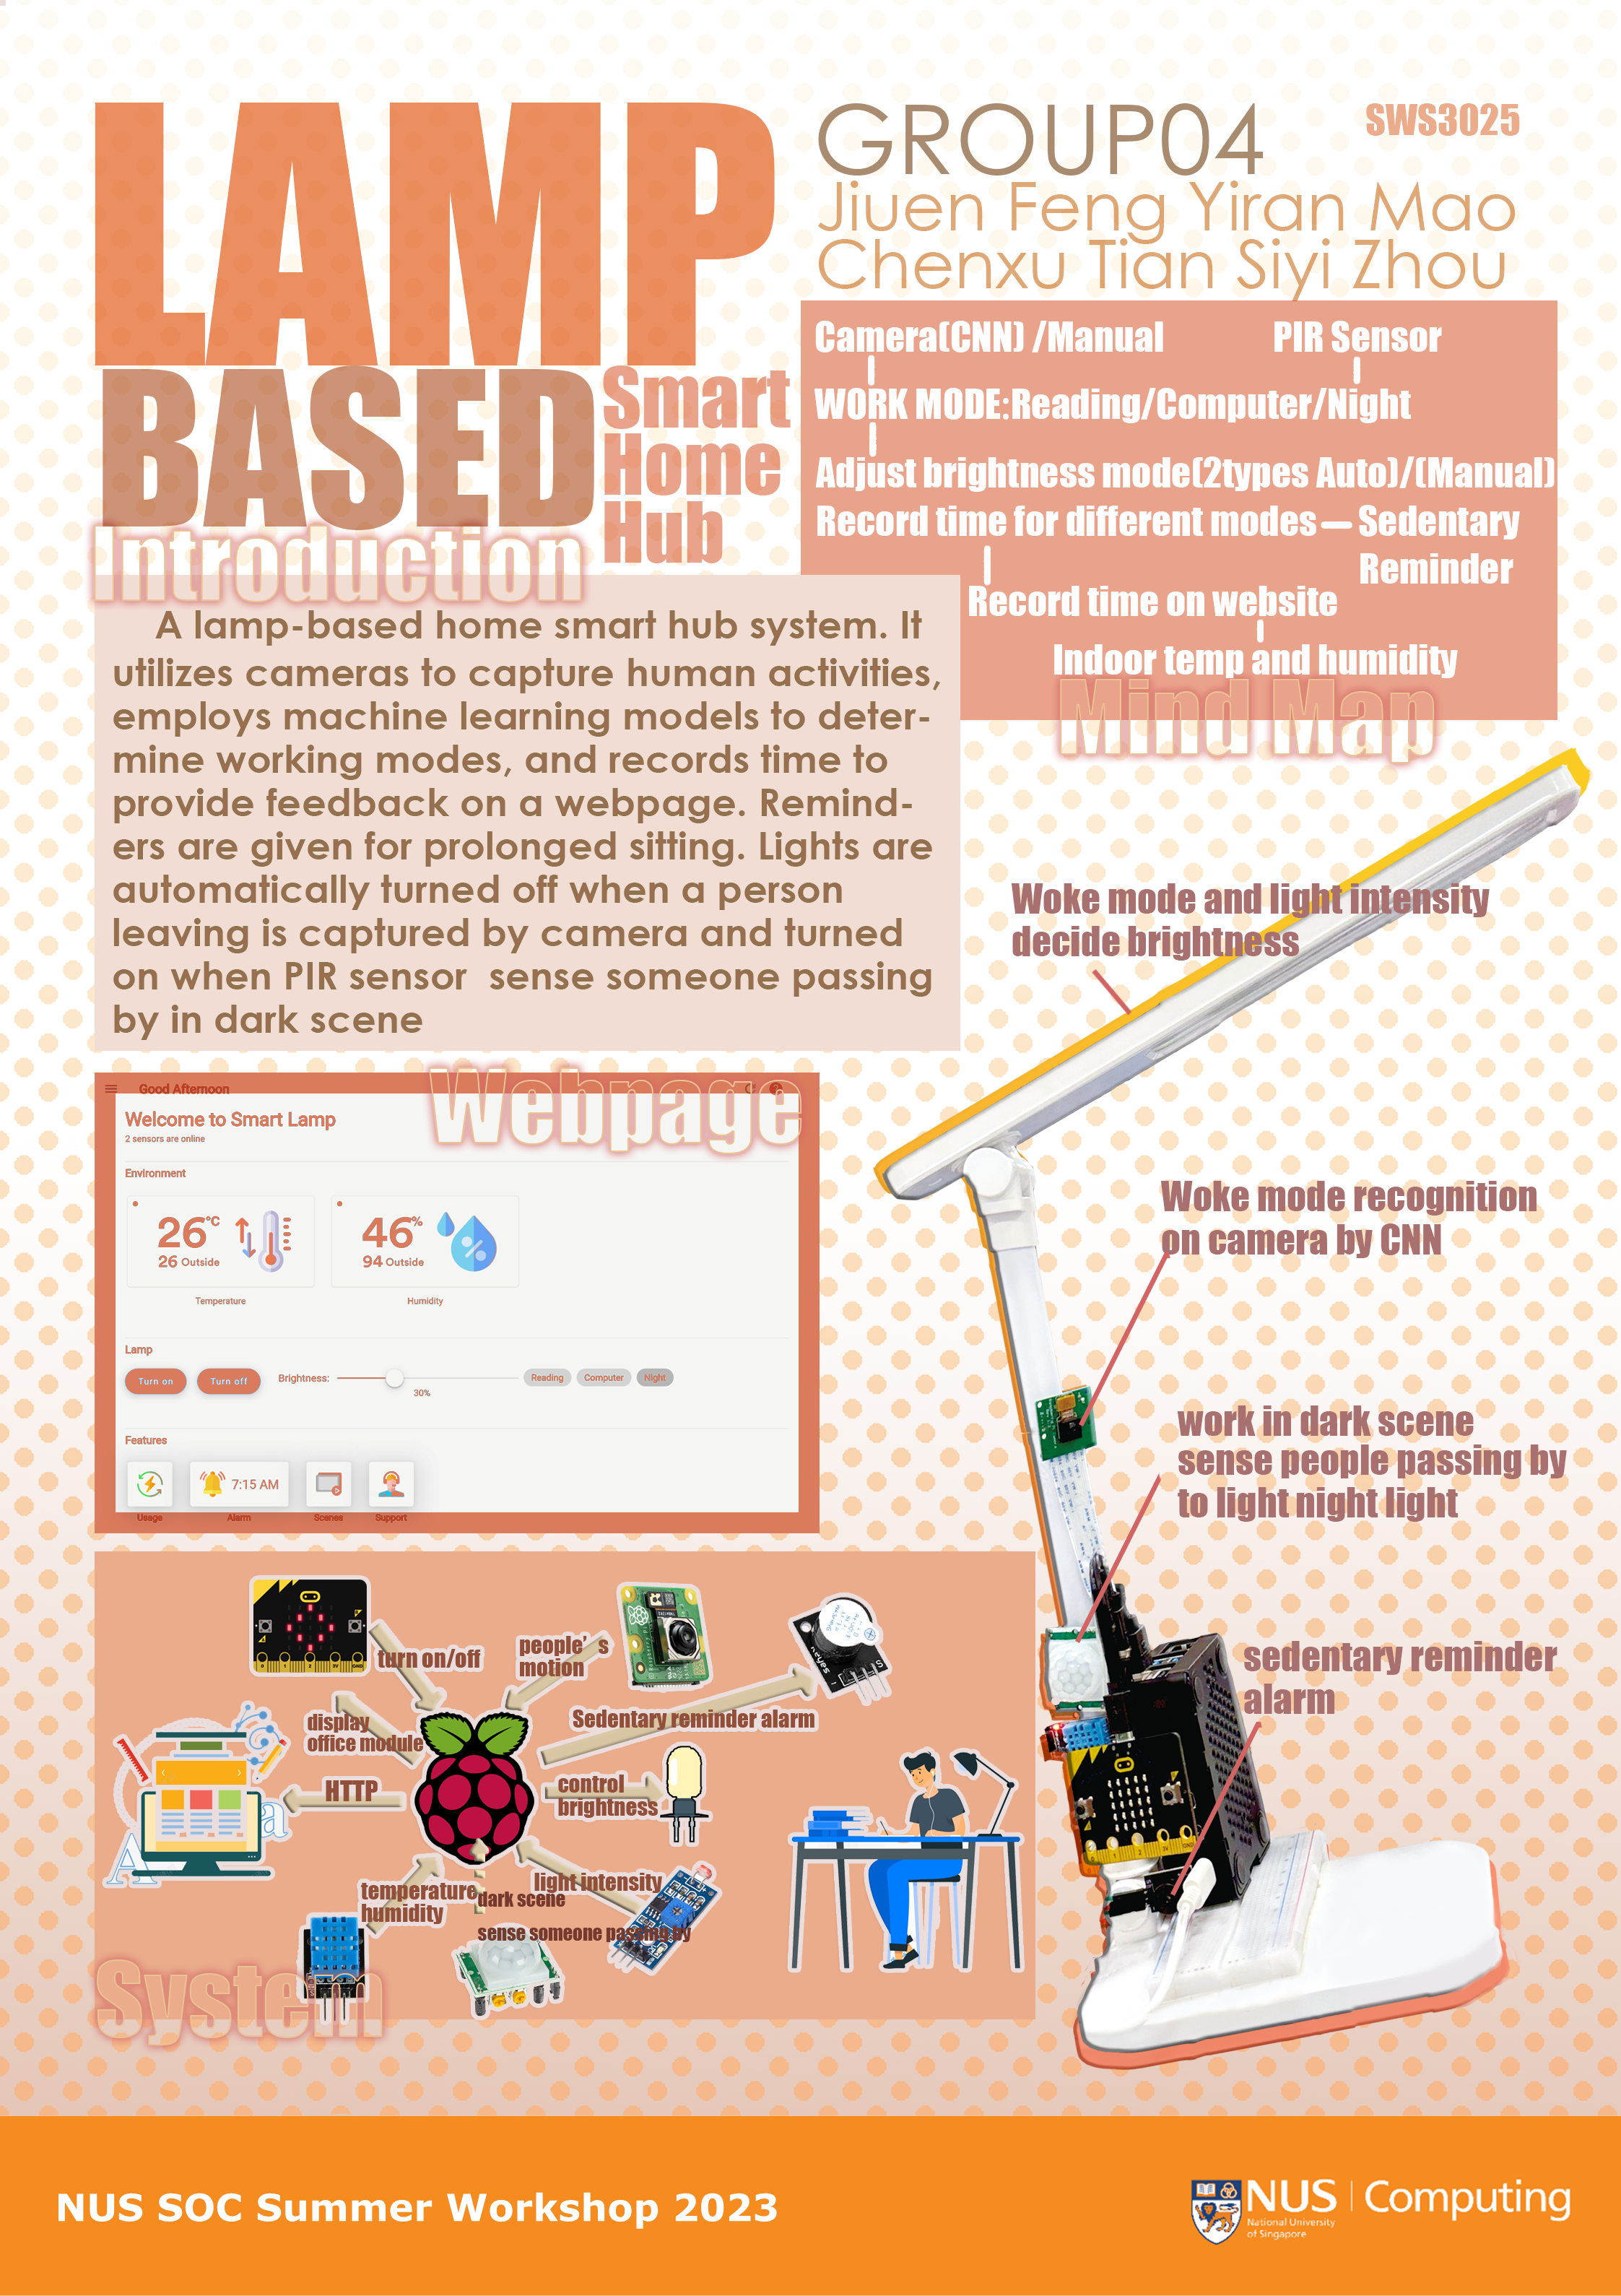 LAMP
BASED
Smart
Home
Hub
GROUP04
SWS3025
Jiuen Feng Yiran Mao
Chenxu Tian Siyi Zhou
Camera(CNN) /Manual
PIR Sensor
WORK MODE:Reading/Computer/Night
Adjust brightness mode(2types Auto)/(Manual)
Record time for different modes — Sedentary
Reminder
Record time on website
Indoor temp and humidity
Mind Map
Introduction
A lamp-based home smart hub system. It
utilizes cameras to capture human activities,
employs machine learning models to deter-
mine working modes, and records time to
provide feedback on a webpage. Remind-
ers are given for prolonged sitting. Lights are
automatically turned off when a person
leaving is captured by camera and turned
on when PIR sensor sense someone passing
by in dark scene
Woke mode and light intensity
decide brightness
Woke mode recognition
on camera by CNN
work in dark scene
sense people passing by
to light night light
sedentary reminder
alarm
Webpage
Good Afternoon
Welcome to Smart Lamp
2 sensors are online
Environment
26°C
26 Outside
Temperature
46%
94 Outside
Humidity
Lamp
Turn on
Turn off
Brightness:
30%
Reading
Computer
Night
Features
7:15 AM
Usage
Alarm
Scenes
Support
turn on/off
people's
motion
display
office module
Sedentary reminder alarm
HTTP
control
brightness
temperature
humidity
light intensity
dark scene
sense someone passing by
System
NUS SOC Summer Workshop 2023
NUS
National University
of Singapore
Computing